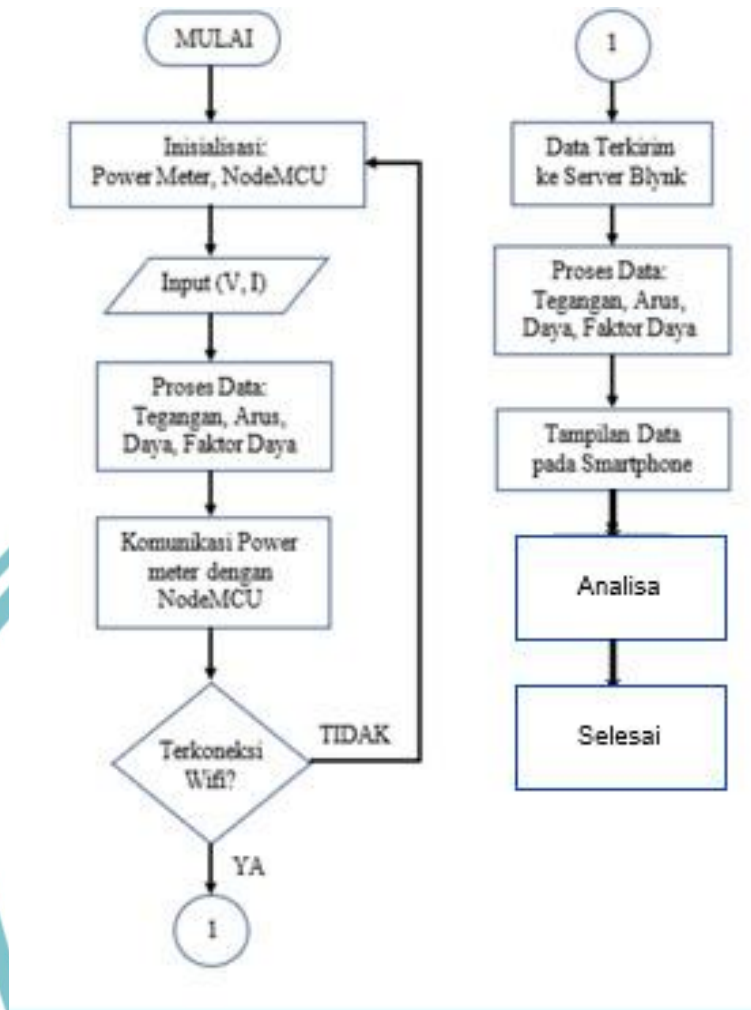 MULAI
Inisialisasi:
Power Meter, NodeMCU
Input (V, I)
Proses Data:
Tegangan, Arus,
Daya, Faktor Daya
Komunikasi Power
meter dengan
NodeMCU
Terkoneksi
Wifi?
TIDAK
YA
1
1
Data Terkirim
ke Server Blynk
Proses Data:
Tegangan, Arus,
Daya, Faktor Daya
Tampilan Data
pada Smartphone
Analisa
Selesai